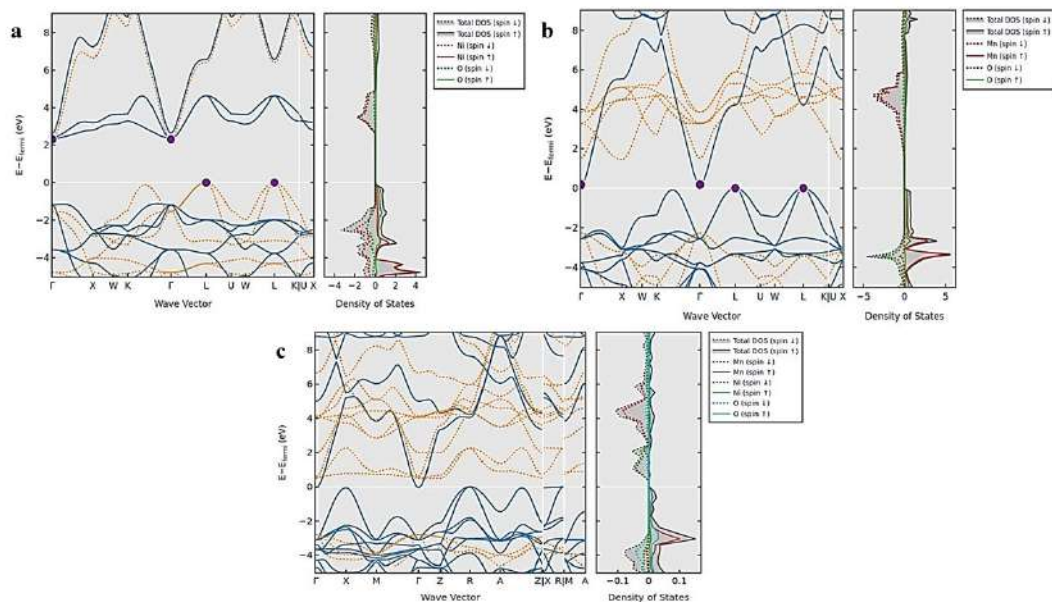 a
8
6
4
2
0
−2
−4
E−E_fermi (eV)
Γ X W K Γ L U W L K|U X
Wave Vector
−4 −2 0 2 4
Density of States
Total DOS (spin ↓)
Total DOS (spin ↑)
Ni (spin ↓)
Ni (spin ↑)
O (spin ↓)
O (spin ↑)
b
8
4
0
−4
E−E_fermi (eV)
Γ X W K Γ L U W L K|U X
Wave Vector
−5 0 5
Density of States
Total DOS (spin ↓)
Total DOS (spin ↑)
Mn (spin ↓)
Mn (spin ↑)
O (spin ↓)
O (spin ↑)
c
8
6
4
2
0
−2
−4
E−E_fermi (eV)
Γ X M Γ Z R A Z|X R|M A
Wave Vector
−0.1 0 0.1
Density of States
Total DOS (spin ↓)
Total DOS (spin ↑)
Mn (spin ↓)
Mn (spin ↑)
Ni (spin ↓)
Ni (spin ↑)
O (spin ↓)
O (spin ↑)